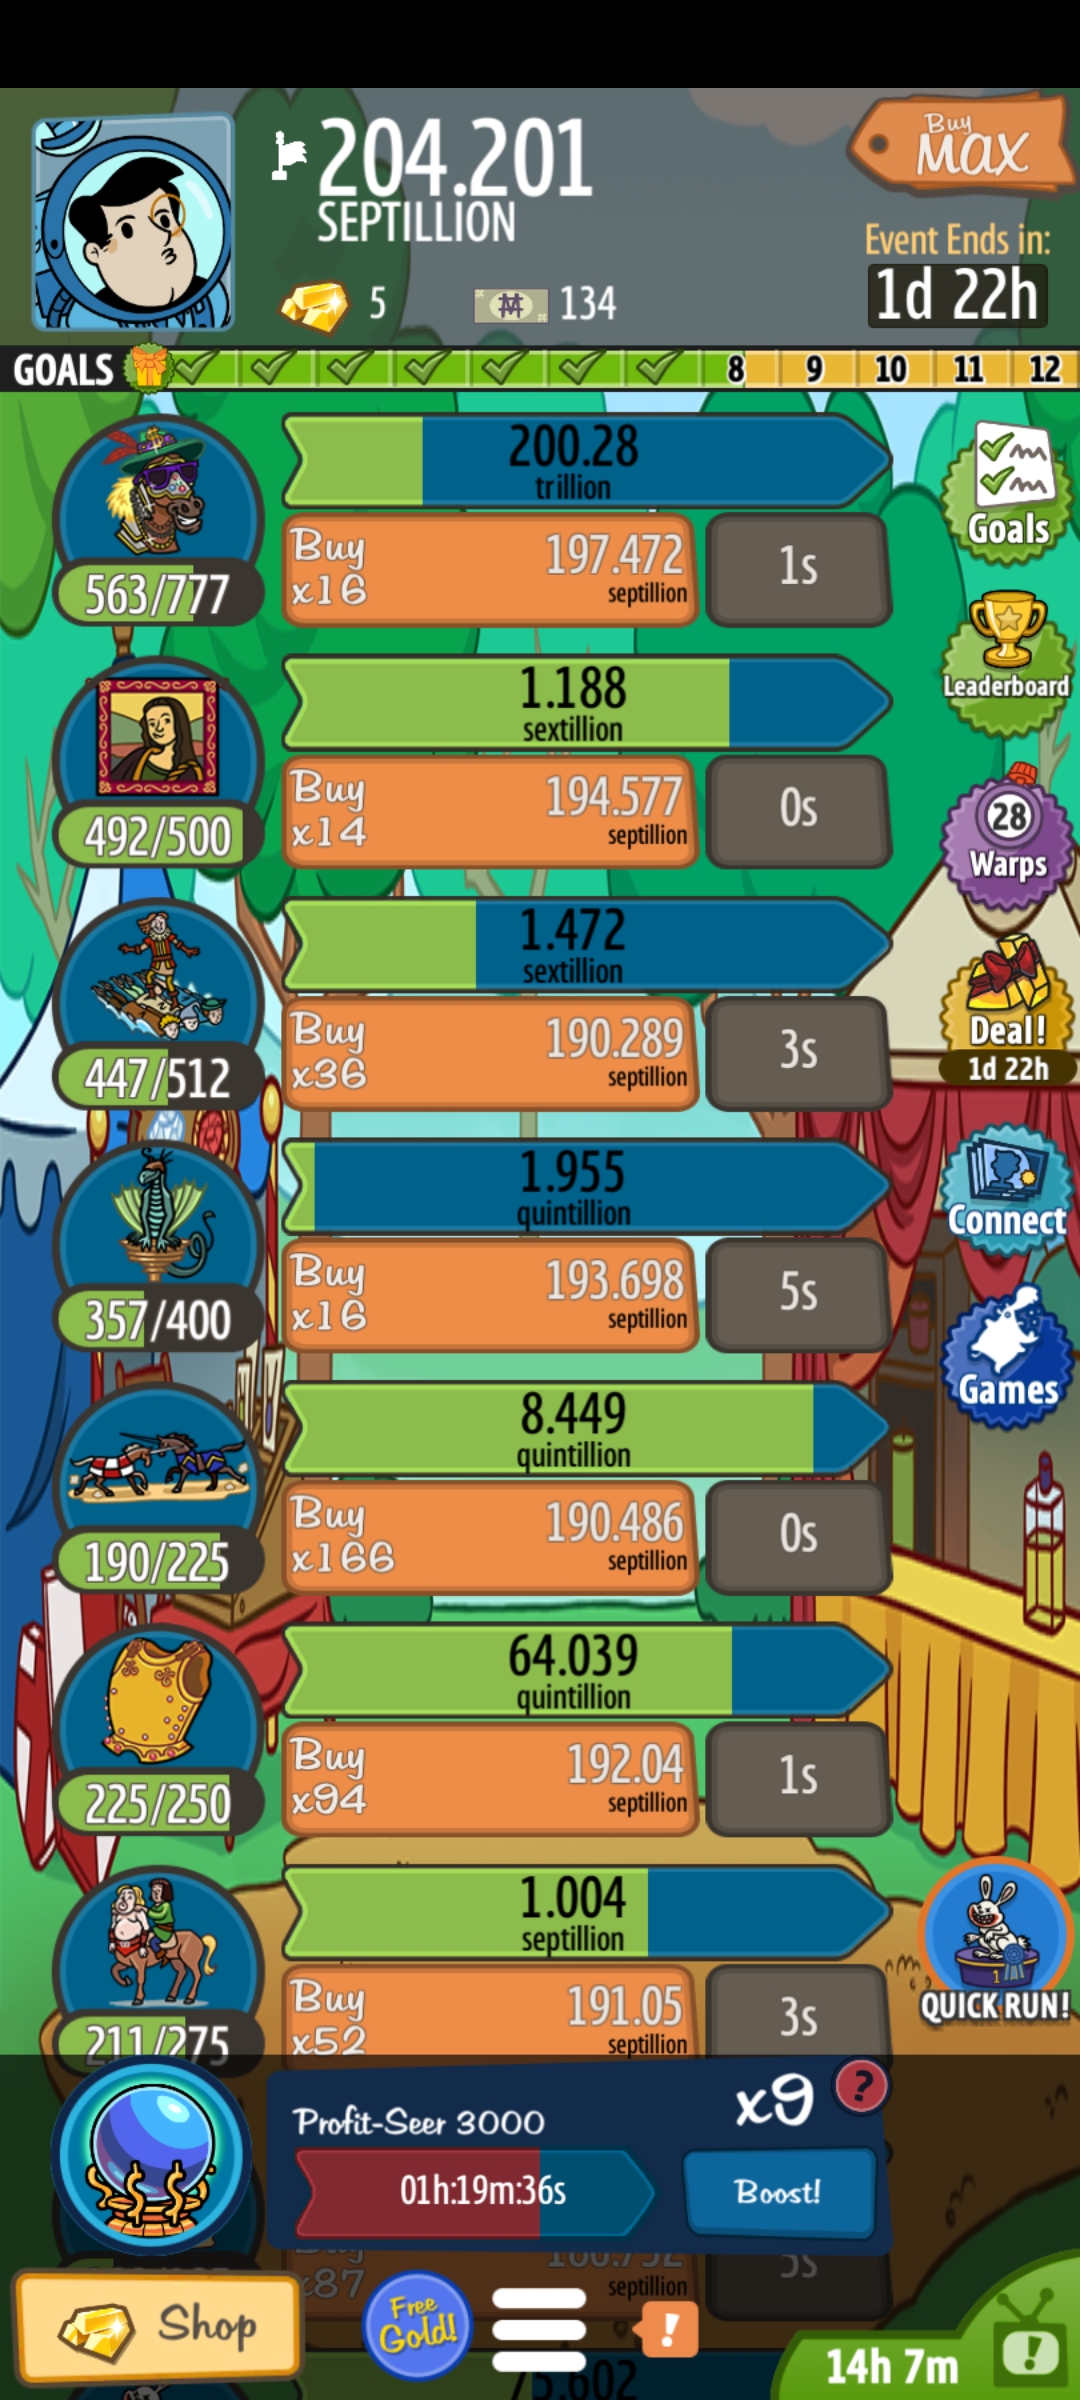 204.201
SEPTILLION
Buy
MAX
5
134
Event Ends in:
1d 22h
GOALS
8 9 10 11 12
200.28
trillion
563/777
Buy
x16
197.472
septillion
1s
Goals
1.188
sextillion
492/500
Buy
x14
194.577
septillion
0s
Leaderboard
28
Warps
1.472
sextillion
447/512
Buy
x36
190.289
septillion
3s
Deal!
1d 22h
1.955
quintillion
357/400
Buy
x16
193.698
septillion
5s
Connect
Games
8.449
quintillion
190/225
Buy
x166
190.486
septillion
0s
64.039
quintillion
225/250
Buy
x94
192.04
septillion
1s
1.004
septillion
211/275
Buy
x52
191.05
septillion
3s
1
QUICK RUN!
Profit-Seer 3000
x9
?
01h:19m:36s
Boost!
x87
septillion
5s
Shop
Free
Gold!
!
14h 7m
!
75.602